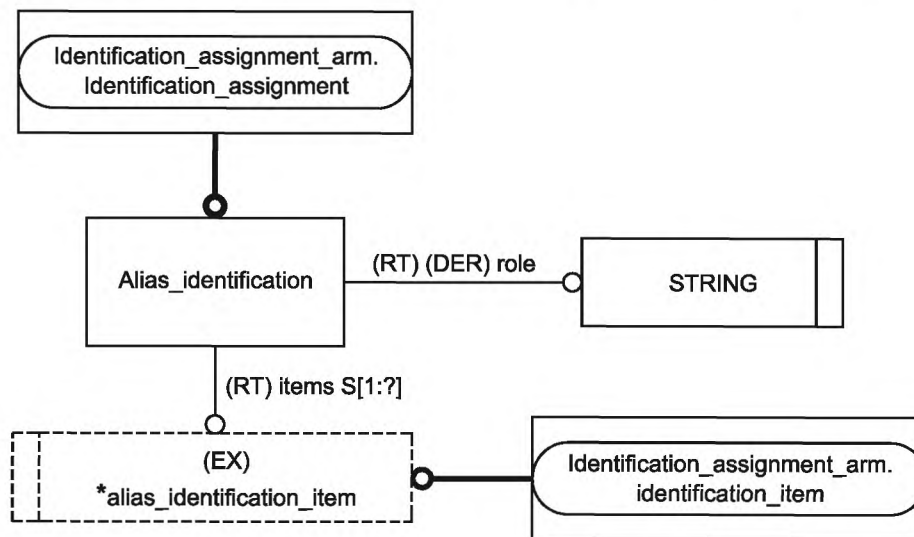 Identification_assignment_arm.
Identification_assignment
Alias_identification
(RT) (DER) role
STRING
(RT) items S[1:?]
(EX)
*alias_identification_item
Identification_assignment_arm.
identification_item